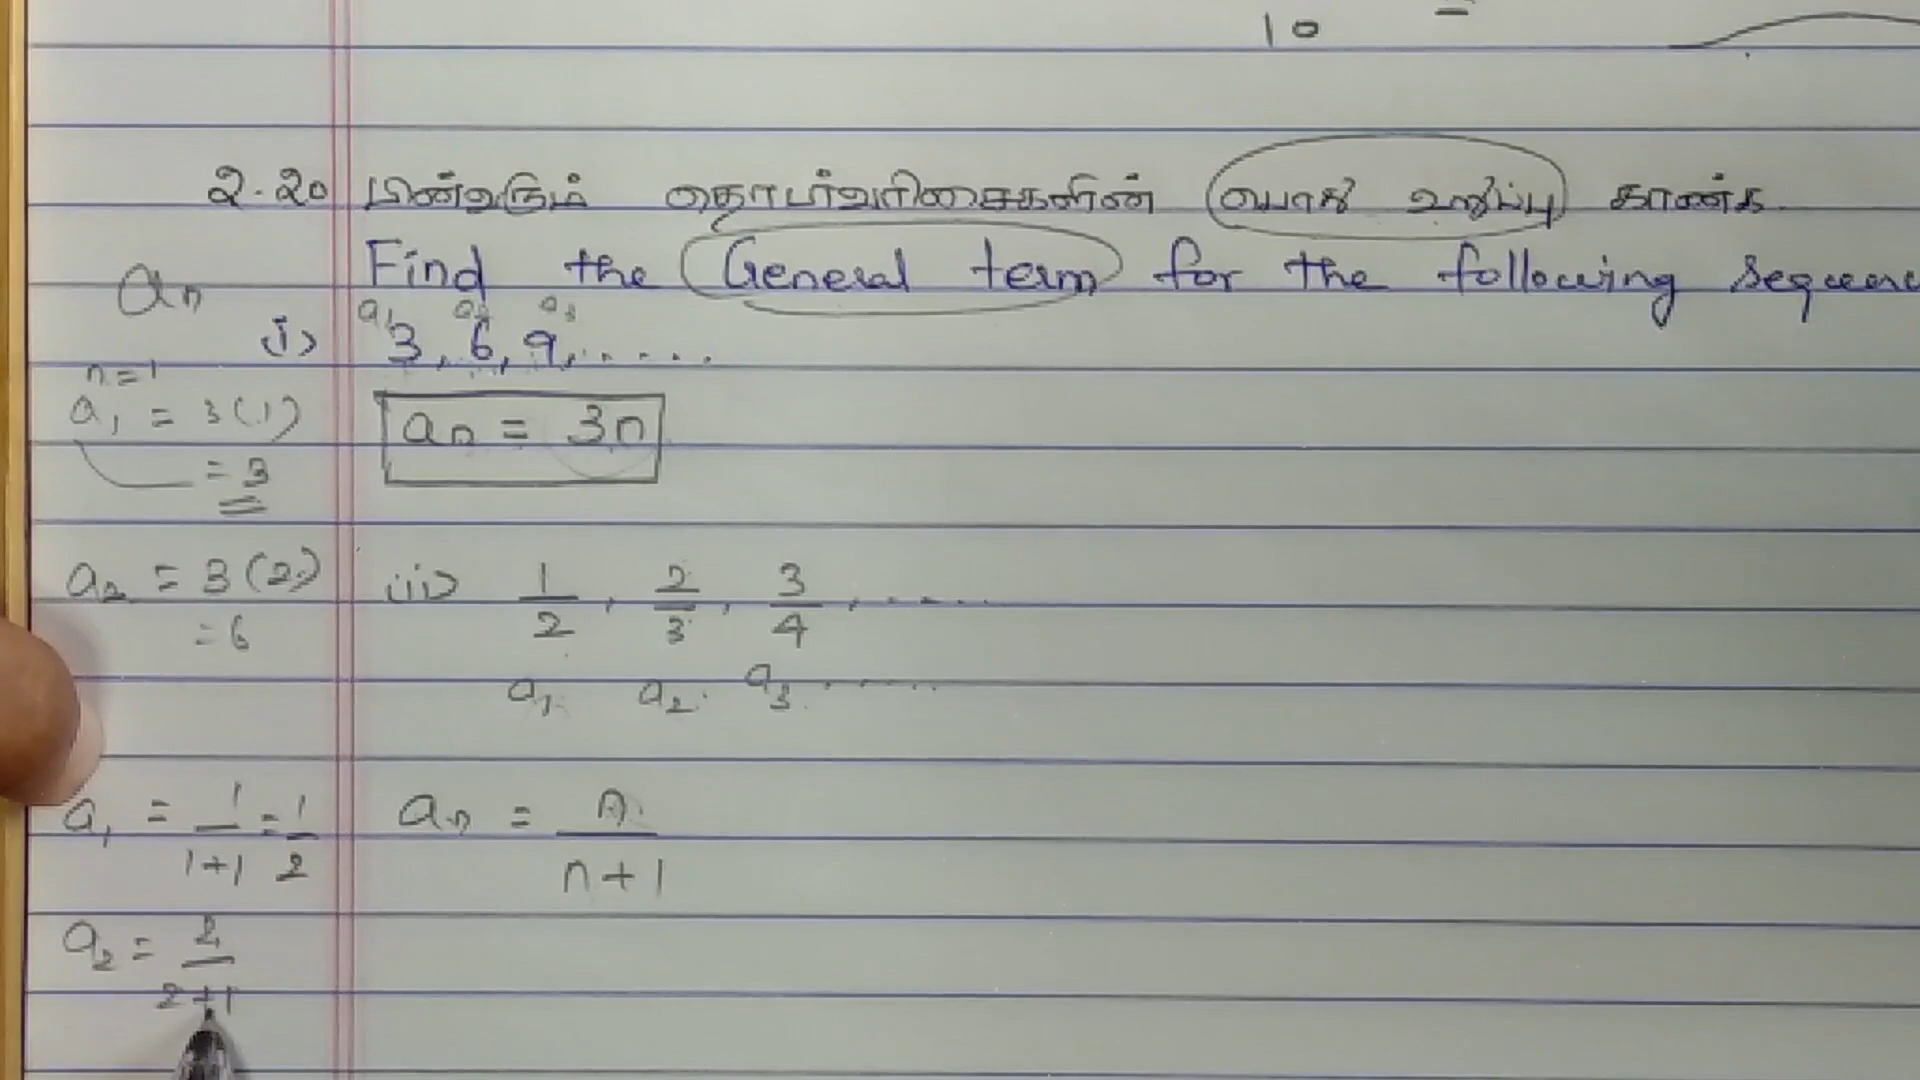 10
2.20 பின்வரும் தொடர்வரிசைகளின் பொது உறுப்பு காண்க.
Find the General term for the following sequenc
an
a1 a2 a3
(i) 3, 6, 9, .....
n=1
a1 = 3(1)
= 3
an = 3n
a2 = 3(2)
= 6
(ii) 1/2, 2/3, 3/4, .....
a1 a2 a3 ......
a1 = 1/(1+1) = 1/2
an = n/(n+1)
a2 = 2/(2+1)